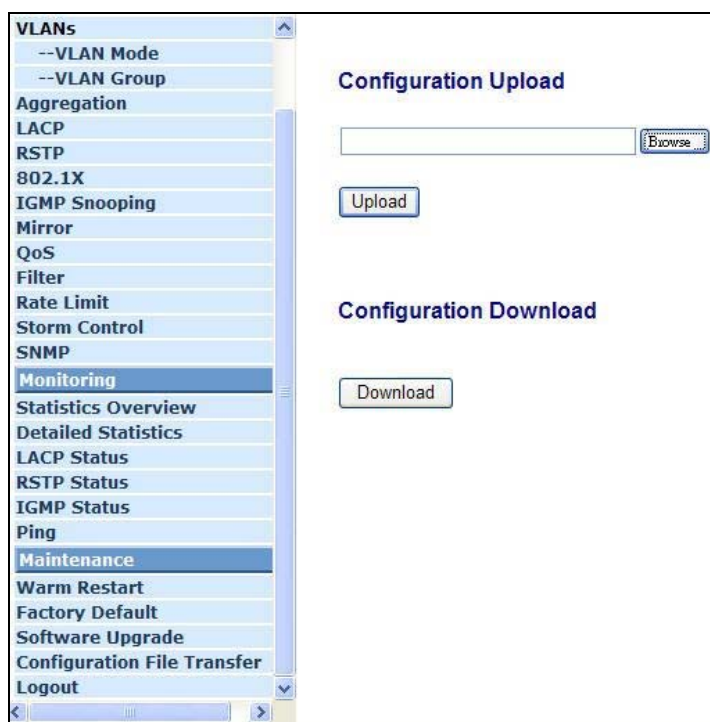 VLANs
--VLAN Mode
--VLAN Group
Aggregation
LACP
RSTP
802.1X
IGMP Snooping
Mirror
QoS
Filter
Rate Limit
Storm Control
SNMP
Monitoring
Statistics Overview
Detailed Statistics
LACP Status
RSTP Status
IGMP Status
Ping
Maintenance
Warm Restart
Factory Default
Software Upgrade
Configuration File Transfer
Logout
Configuration Upload
Browse...
Upload
Configuration Download
Download